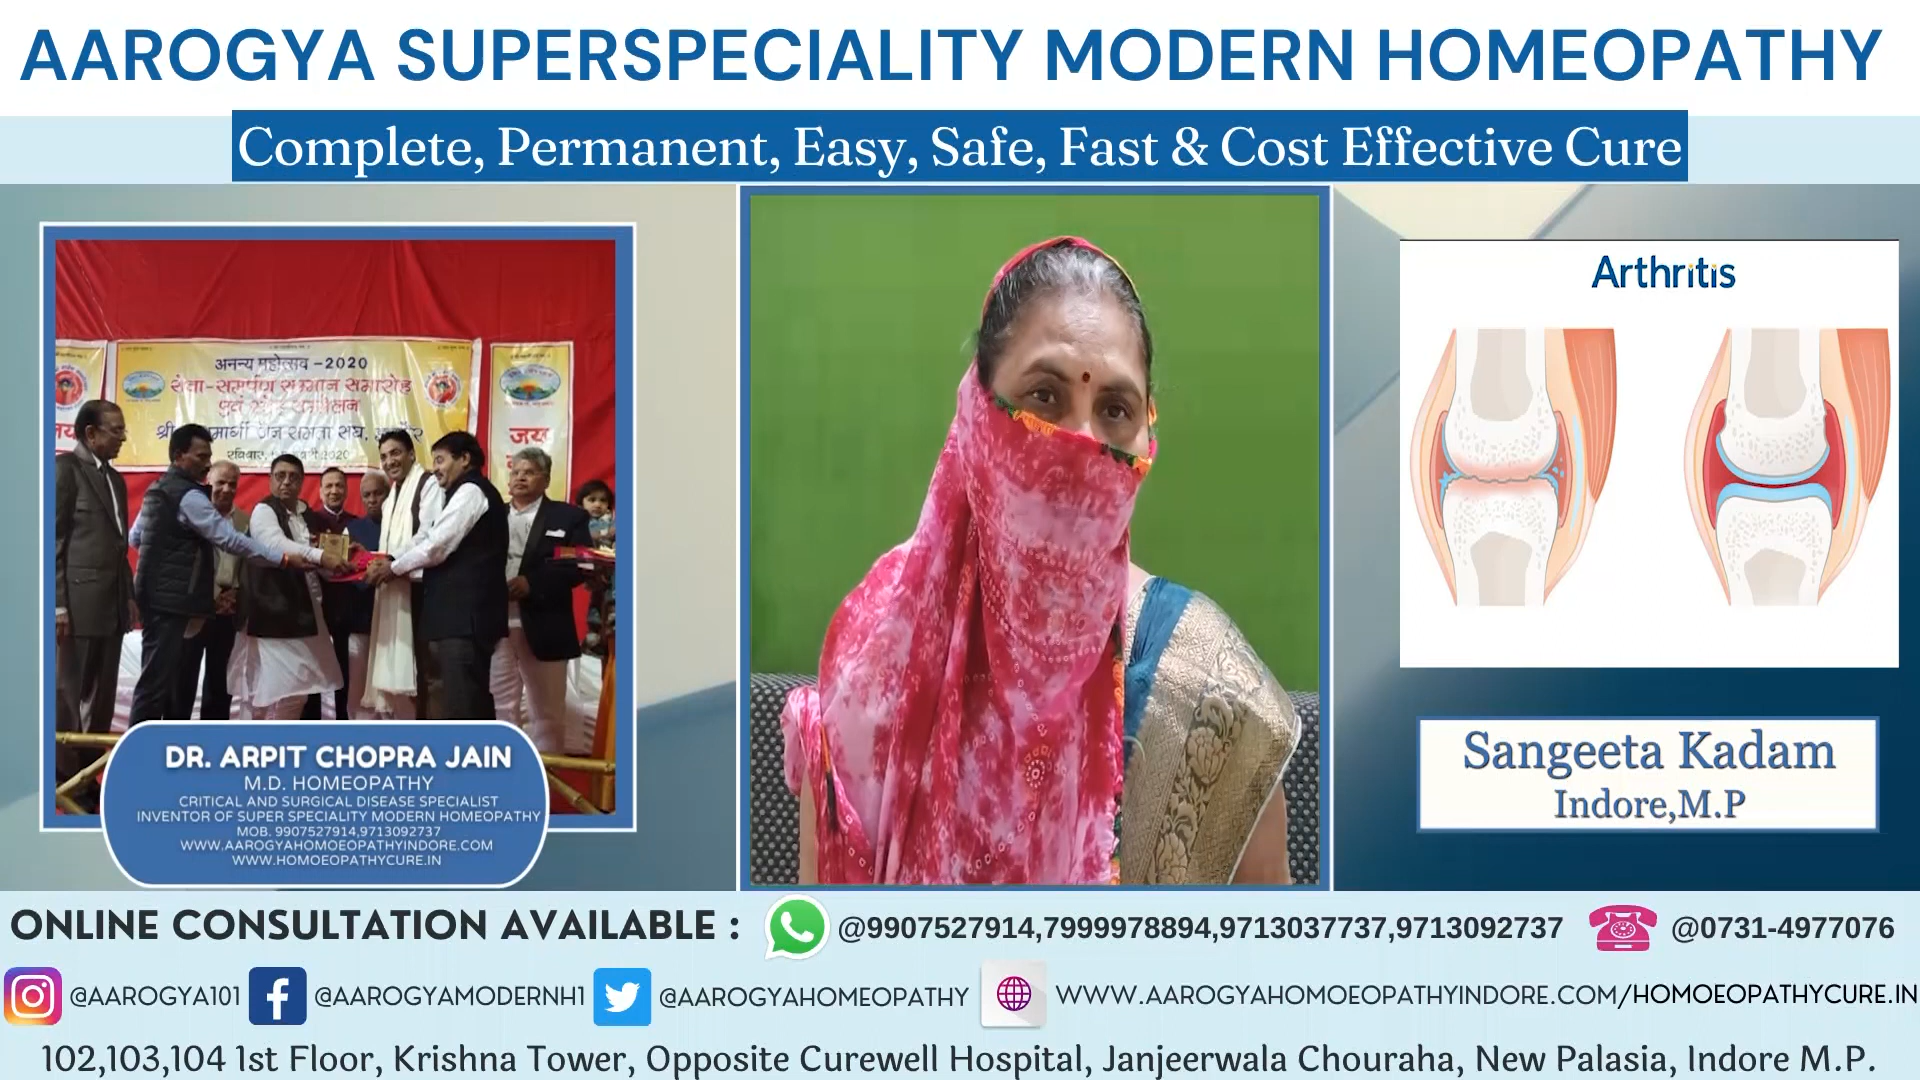 AAROGYA SUPERSPECIALITY MODERN HOMEOPATHY
Complete, Permanent, Easy, Safe, Fast & Cost Effective Cure
अनन्य महोत्सव -2020
सेवा-समर्पण सम्मान समारोह
DR. ARPIT CHOPRA JAIN
M.D. HOMEOPATHY
CRITICAL AND SURGICAL DISEASE SPECIALIST
INVENTOR OF SUPER SPECIALITY MODERN HOMEOPATHY
MOB. 9907527914,9713092737
WWW.AAROGYAHOMOEOPATHYINDORE.COM
WWW.HOMOEOPATHYCURE.IN
Arthritis
Sangeeta Kadam
Indore,M.P
ONLINE CONSULTATION AVAILABLE : @9907527914,7999978894,9713037737,9713092737 @0731-4977076
@AAROGYA101 @AAROGYAMODERNH1 @AAROGYAHOMEOPATHY WWW.AAROGYAHOMOEOPATHYINDORE.COM/HOMOEOPATHYCURE.IN
102,103,104 1st Floor, Krishna Tower, Opposite Curewell Hospital, Janjeerwala Chouraha, New Palasia, Indore M.P.